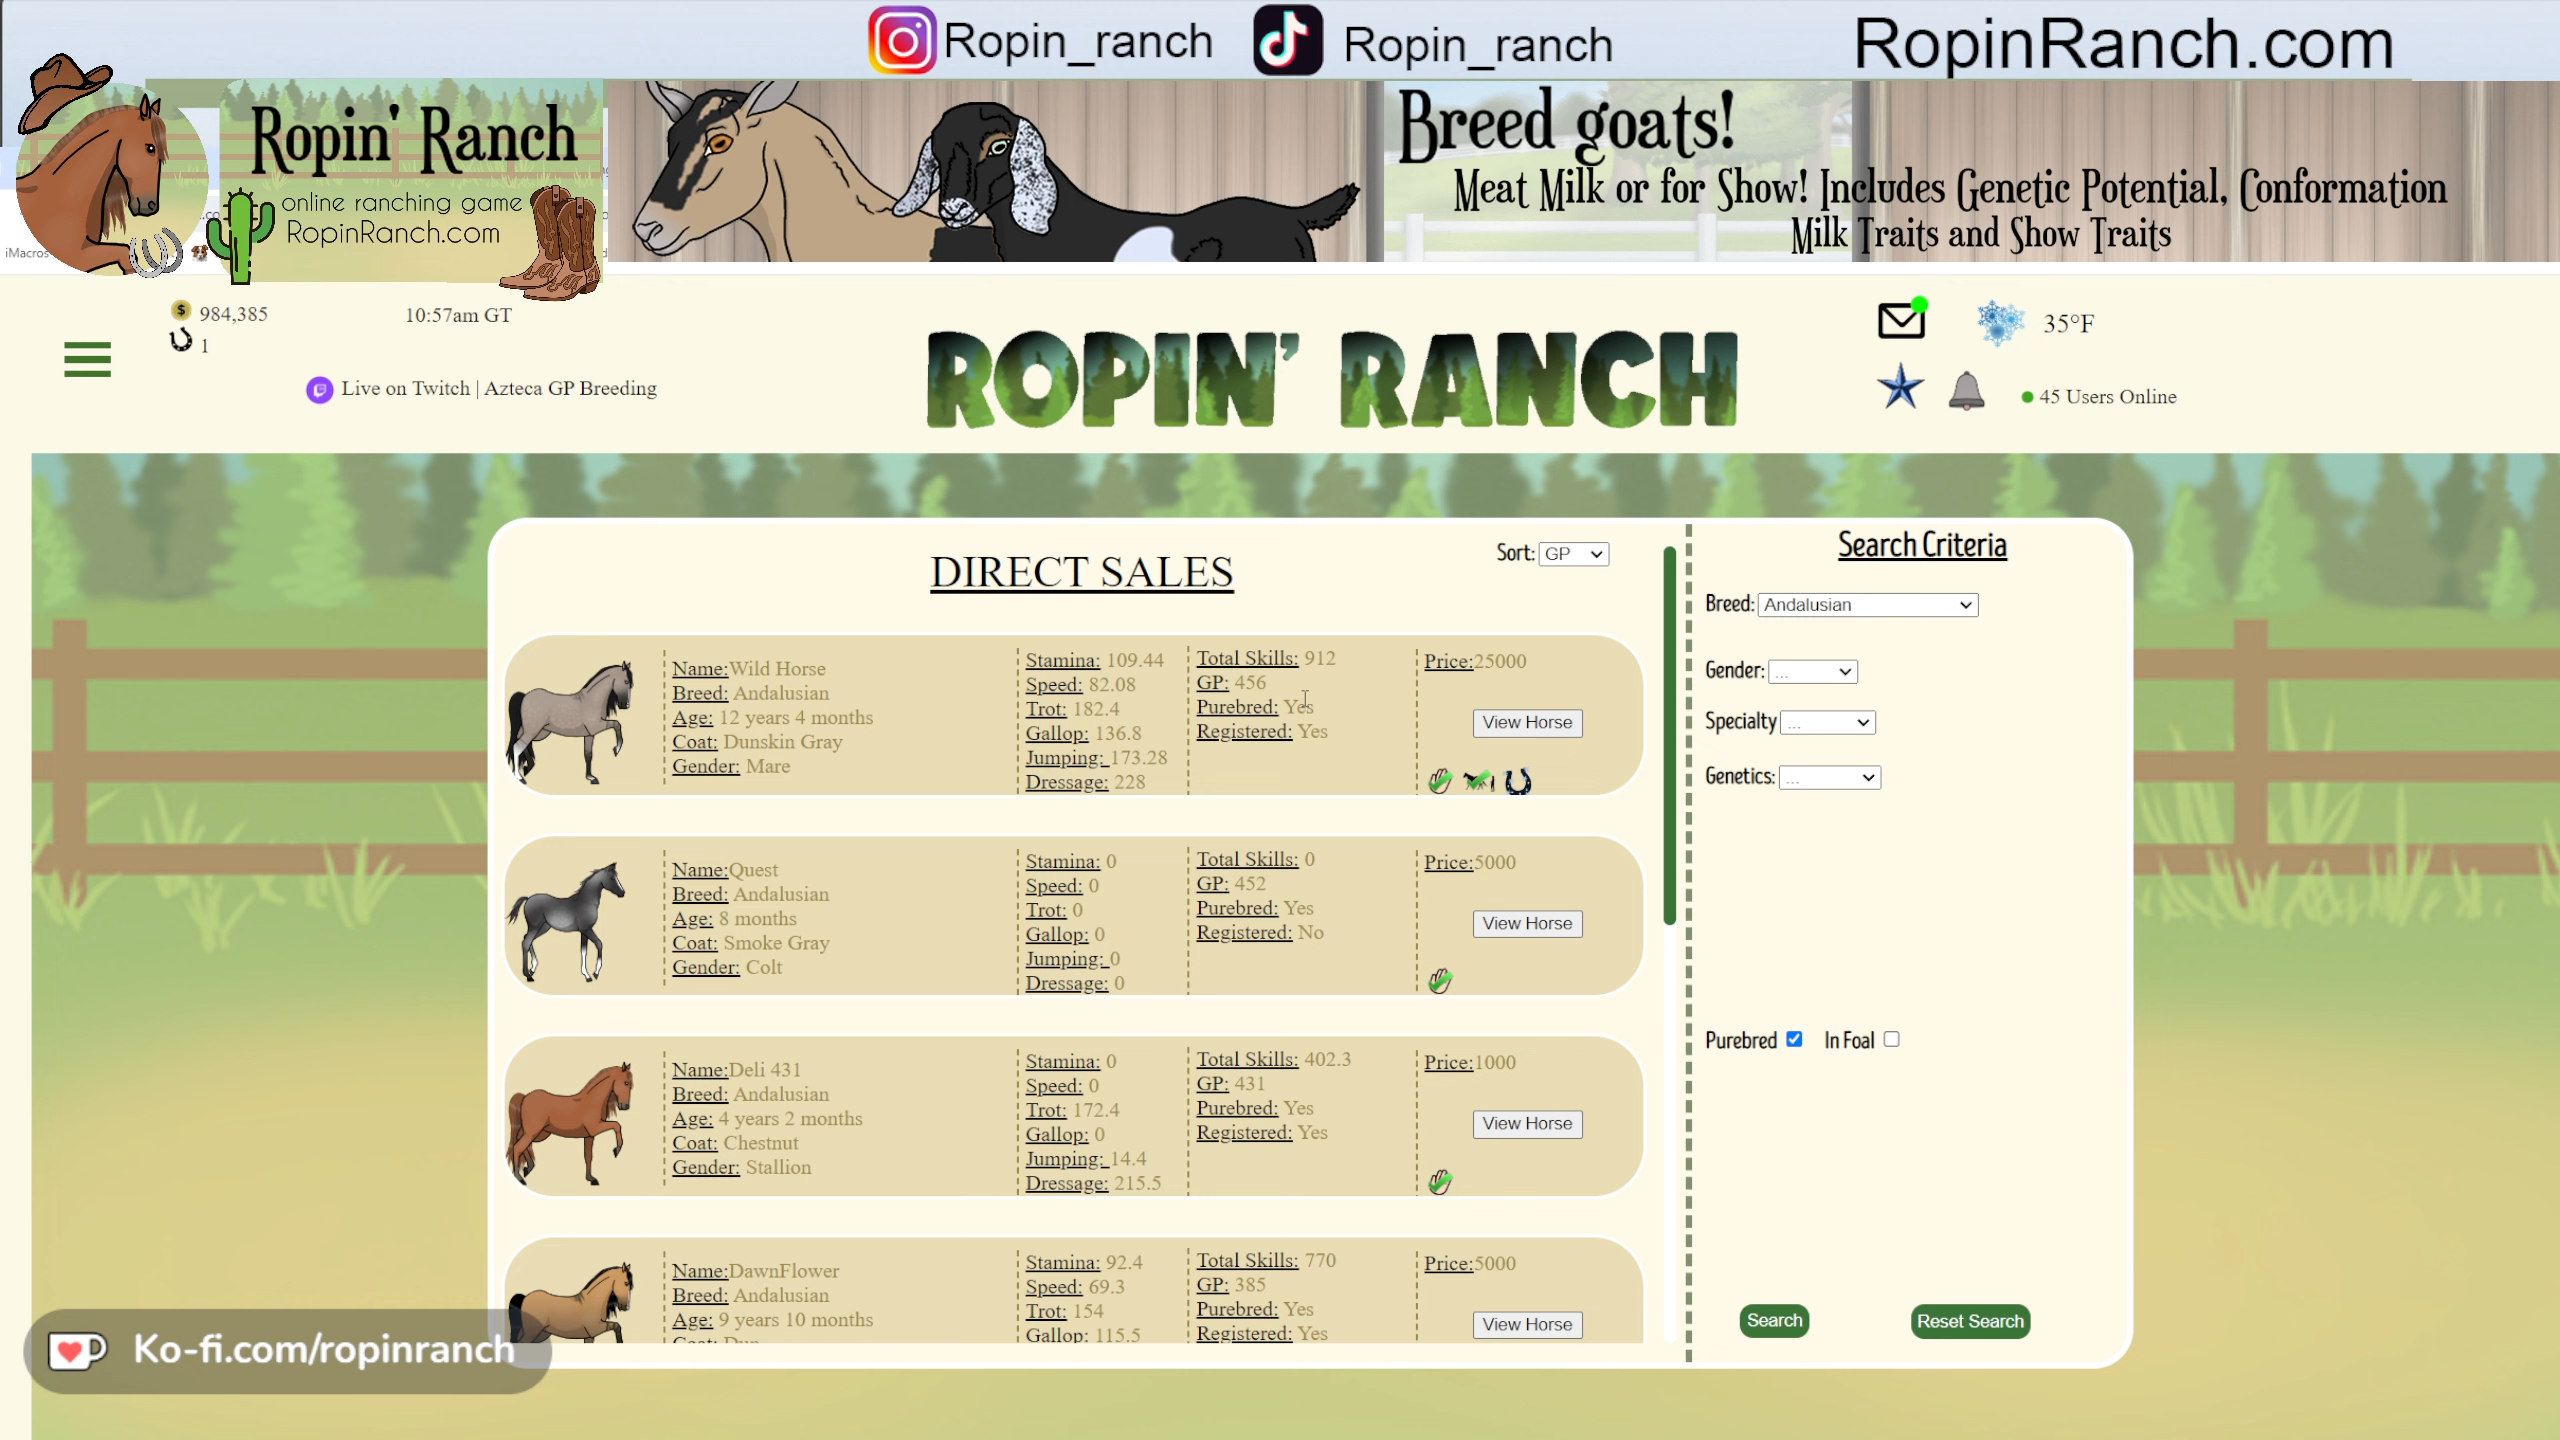 Ropin_ranch
Ropin_ranch
RopinRanch.com
Ropin' Ranch
online ranching game
RopinRanch.com
iMacros
Breed goats!
Meat Milk or for Show! Includes Genetic Potential, Conformation
Milk Traits and Show Traits
984,385
1
10:57am GT
Live on Twitch | Azteca GP Breeding
ROPIN' RANCH
35°F
45 Users Online
DIRECT SALES
Sort: GP
Name:Wild Horse
Breed: Andalusian
Age: 12 years 4 months
Coat: Dunskin Gray
Gender: Mare
Stamina: 109.44
Speed: 82.08
Trot: 182.4
Gallop: 136.8
Jumping: 173.28
Dressage: 228
Total Skills: 912
GP: 456
Purebred: Yes
Registered: Yes
Price:25000
View Horse
Name:Quest
Breed: Andalusian
Age: 8 months
Coat: Smoke Gray
Gender: Colt
Stamina: 0
Speed: 0
Trot: 0
Gallop: 0
Jumping: 0
Dressage: 0
Total Skills: 0
GP: 452
Purebred: Yes
Registered: No
Price:5000
View Horse
Name:Deli 431
Breed: Andalusian
Age: 4 years 2 months
Coat: Chestnut
Gender: Stallion
Stamina: 0
Speed: 0
Trot: 172.4
Gallop: 0
Jumping: 14.4
Dressage: 215.5
Total Skills: 402.3
GP: 431
Purebred: Yes
Registered: Yes
Price:1000
View Horse
Name:DawnFlower
Breed: Andalusian
Age: 9 years 10 months
Stamina: 92.4
Speed: 69.3
Trot: 154
Gallop: 115.5
Total Skills: 770
GP: 385
Purebred: Yes
Registered: Yes
Price:5000
View Horse
Search Criteria
Breed: Andalusian
Gender: ...
Specialty ...
Genetics: ...
Purebred In Foal
Search Reset Search
Ko-fi.com/ropinranch